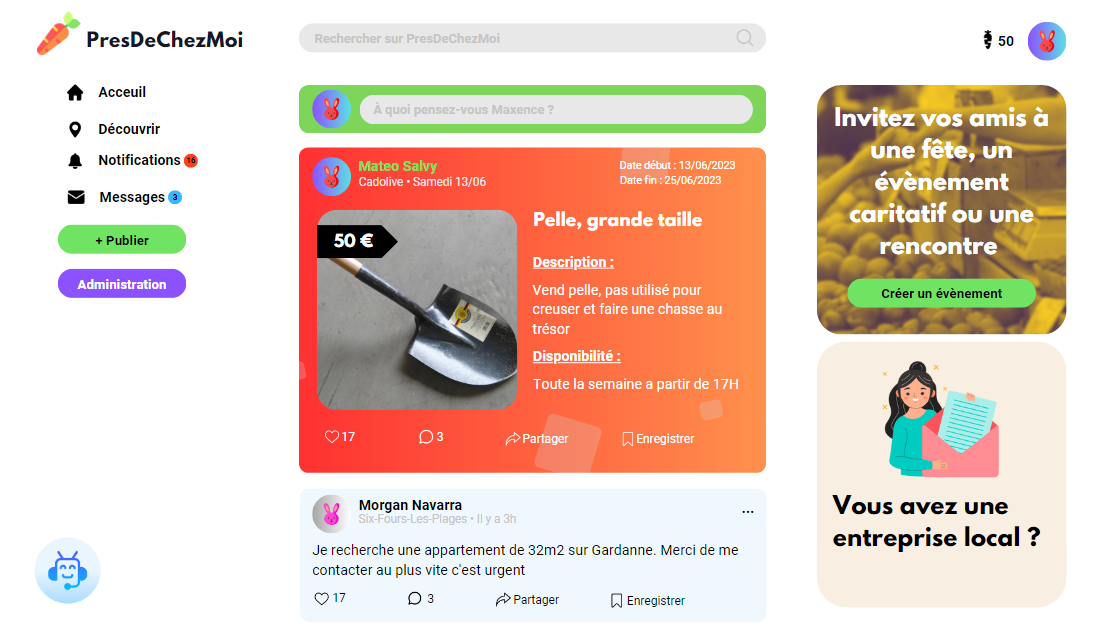 PresDeChezMoi
Rechercher sur PresDeChezMoi
50
Acceuil
Découvrir
Notifications 16
Messages 3
+ Publier
Administration
À quoi pensez-vous Maxence ?
Mateo Salvy
Cadolive • Samedi 13/06
Date début : 13/06/2023
Date fin : 25/06/2023
50 €
Pelle, grande taille
Description :
Vend pelle, pas utilisé pour
creuser et faire une chasse au
trésor
Disponibilité :
Toute la semaine a partir de 17H
17
3
Partager
Enregistrer
Morgan Navarra
Six-Fours-Les-Plages • Il y a 3h
...
Je recherche une appartement de 32m2 sur Gardanne. Merci de me
contacter au plus vite c'est urgent
17
3
Partager
Enregistrer
Invitez vos amis à
une fête, un
évènement
caritatif ou une
rencontre
Créer un évènement
Vous avez une
entreprise local ?